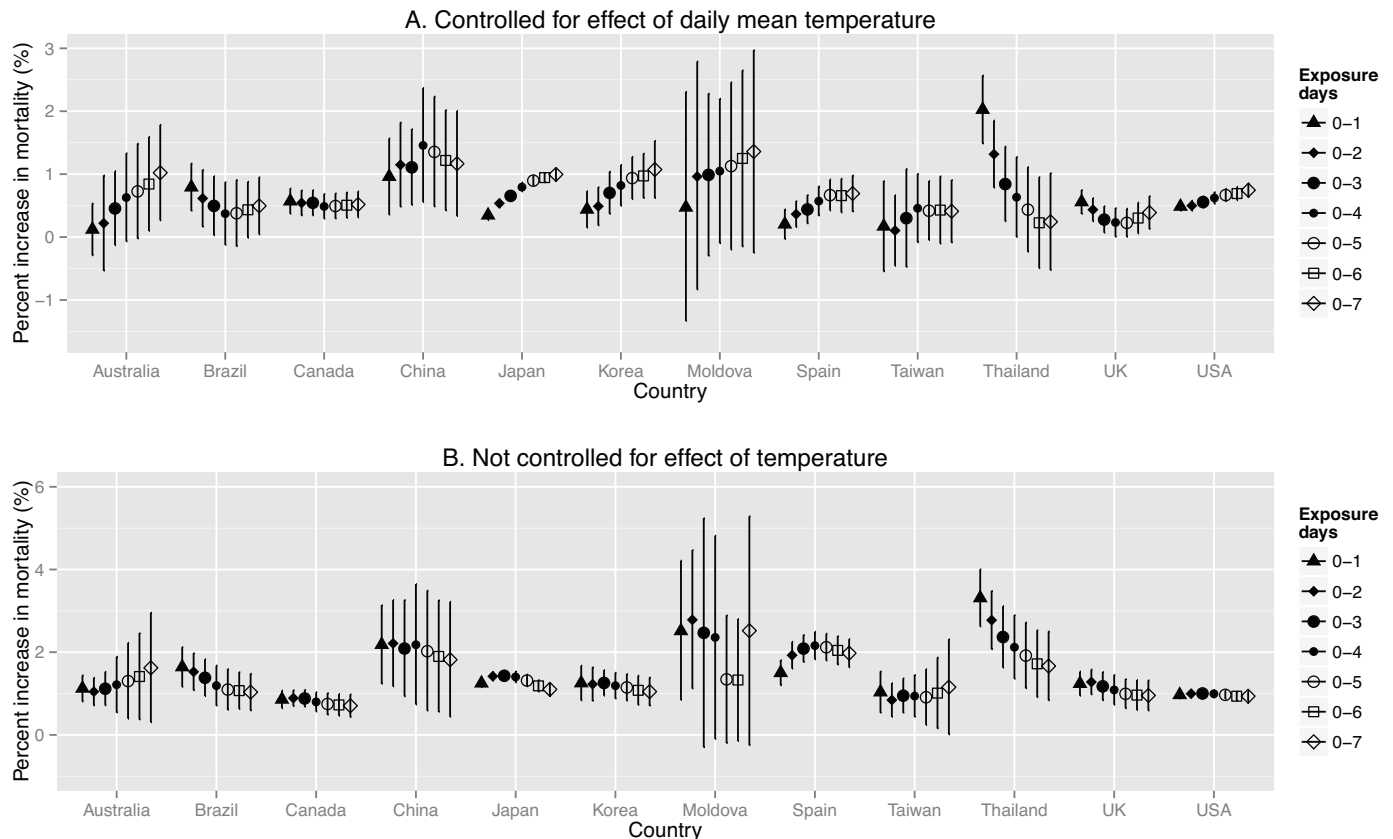 A. Controlled for effect of daily mean temperature
Percent increase in mortality (%)
3
2
1
0
−1
Australia Brazil Canada China Japan Korea Moldova Spain Taiwan Thailand UK USA
Country
Exposure
days
0−1
0−2
0−3
0−4
0−5
0−6
0−7
B. Not controlled for effect of temperature
Percent increase in mortality (%)
6
4
2
0
Australia Brazil Canada China Japan Korea Moldova Spain Taiwan Thailand UK USA
Country
Exposure
days
0−1
0−2
0−3
0−4
0−5
0−6
0−7